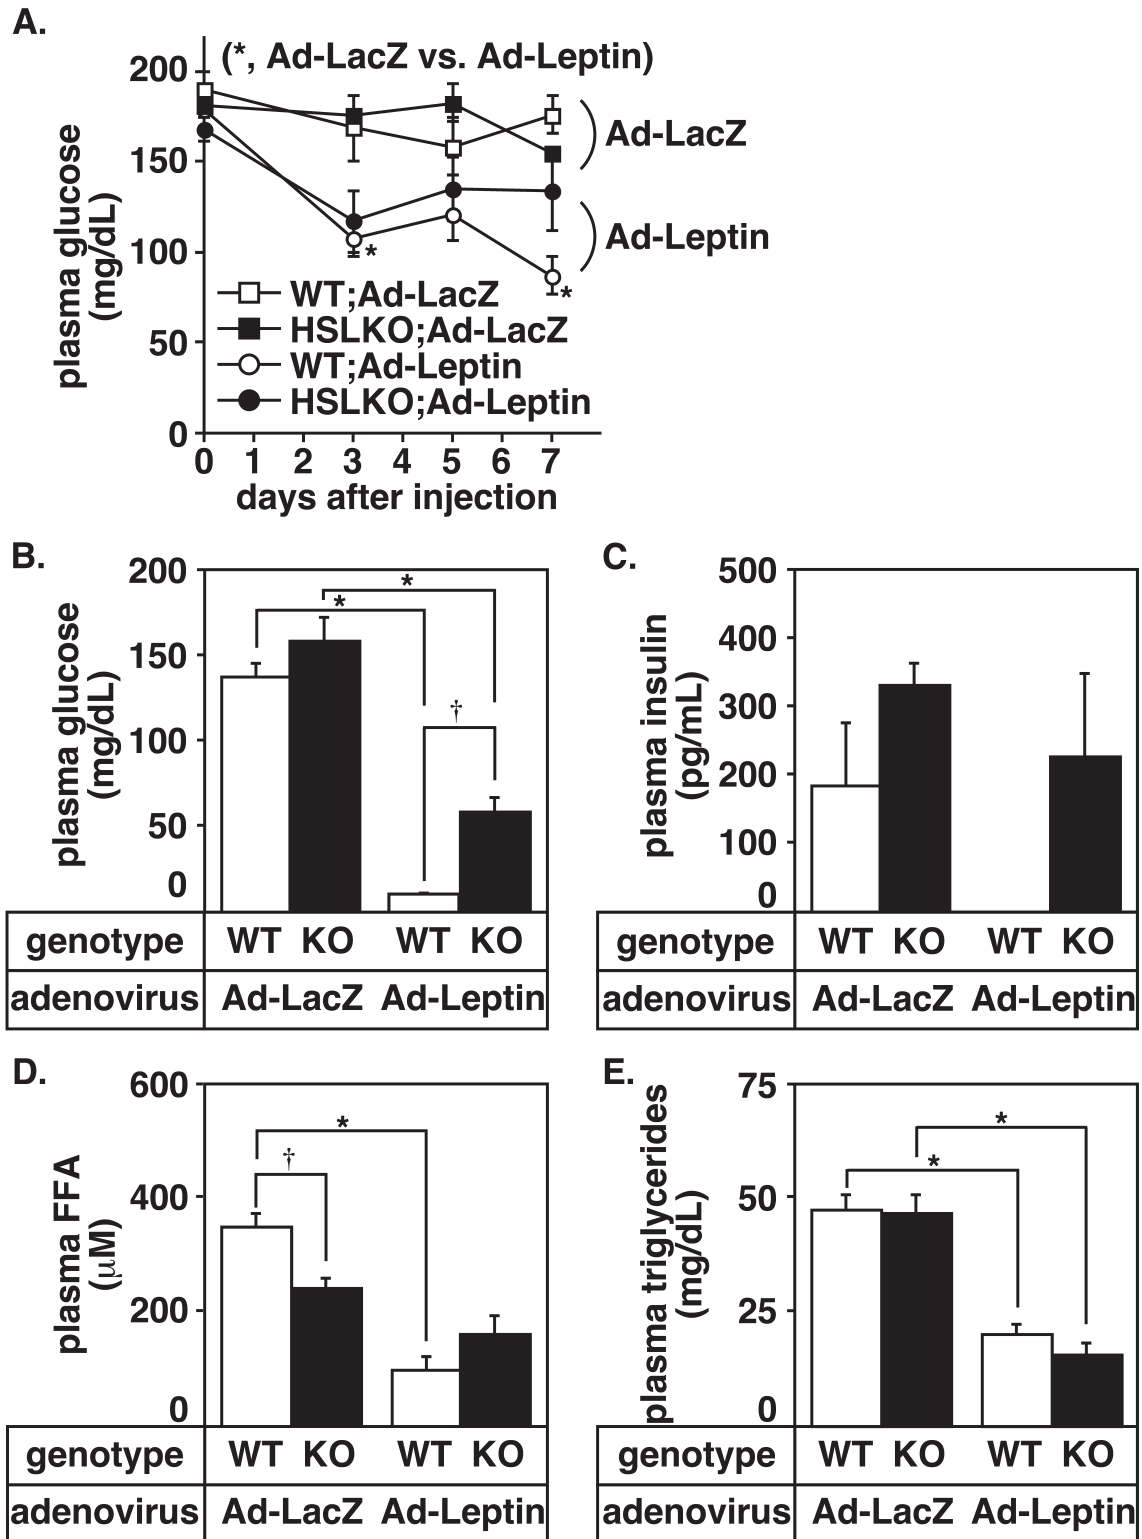 A.
(*, Ad-LacZ vs. Ad-Leptin)
plasma glucose
(mg/dL)
200
150
100
50
0
Ad-LacZ
Ad-Leptin
*
*
WT;Ad-LacZ
HSLKO;Ad-LacZ
WT;Ad-Leptin
HSLKO;Ad-Leptin
0 1 2 3 4 5 6 7
days after injection
B.
plasma glucose
(mg/dL)
200
150
100
50
0
*
*
†
genotype WT KO WT KO
adenovirus Ad-LacZ Ad-Leptin
C.
plasma insulin
(pg/mL)
500
400
300
200
100
0
genotype WT KO WT KO
adenovirus Ad-LacZ Ad-Leptin
D.
plasma FFA
(μM)
600
400
200
0
*
†
genotype WT KO WT KO
adenovirus Ad-LacZ Ad-Leptin
E.
plasma triglycerides
(mg/dL)
75
50
25
0
*
*
genotype WT KO WT KO
adenovirus Ad-LacZ Ad-Leptin